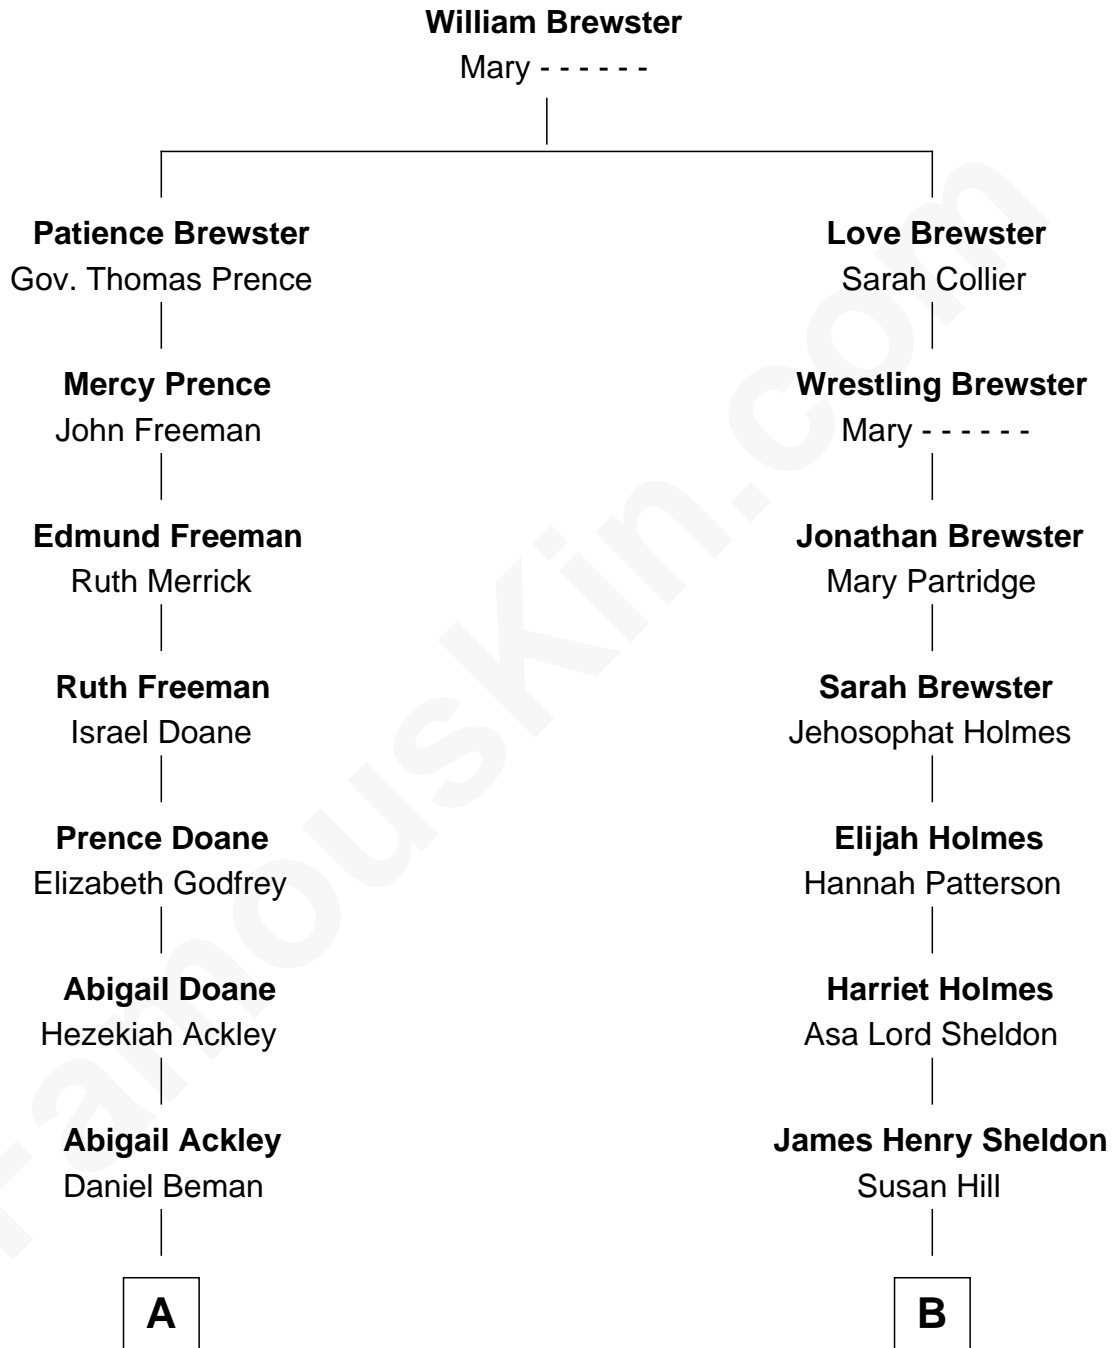 William Brewster
Mary - - - - - -
Patience Brewster
Gov. Thomas Prence
Love Brewster
Sarah Collier
Mercy Prence
John Freeman
Wrestling Brewster
Mary - - - - - -
Edmund Freeman
Ruth Merrick
Jonathan Brewster
Mary Partridge
Ruth Freeman
Israel Doane
Sarah Brewster
Jehosophat Holmes
Prence Doane
Elizabeth Godfrey
Elijah Holmes
Hannah Patterson
Abigail Doane
Hezekiah Ackley
Harriet Holmes
Asa Lord Sheldon
Abigail Ackley
Daniel Beman
James Henry Sheldon
Susan Hill
A
B
FamousKin.com